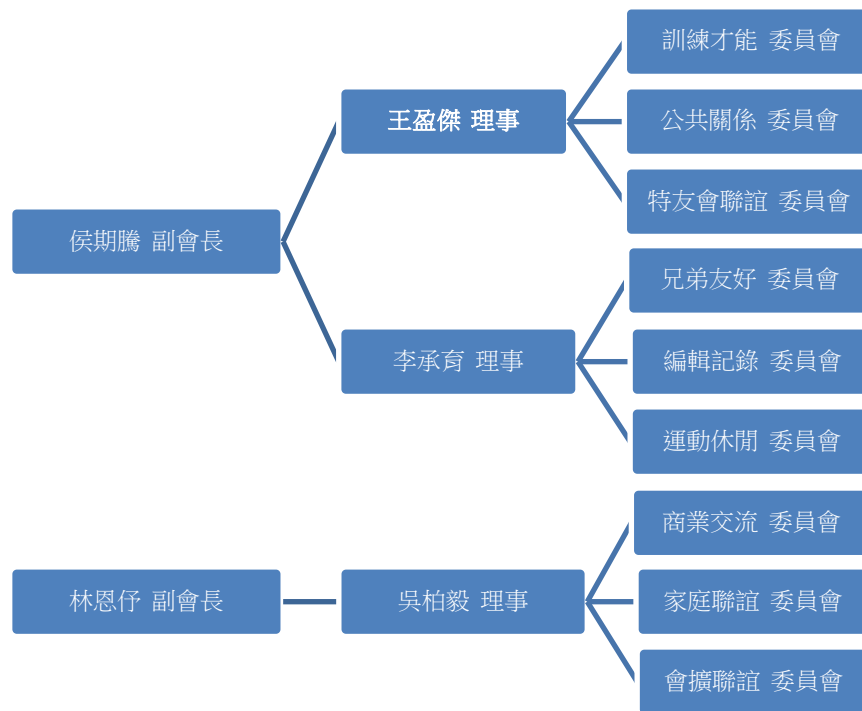 侯期騰 副會長
王盈傑 理事
訓練才能 委員會
公共關係 委員會
特友會聯誼 委員會
李承育 理事
兄弟友好 委員會
編輯記錄 委員會
運動休閒 委員會
林恩伃 副會長
吳柏毅 理事
商業交流 委員會
家庭聯誼 委員會
會擴聯誼 委員會